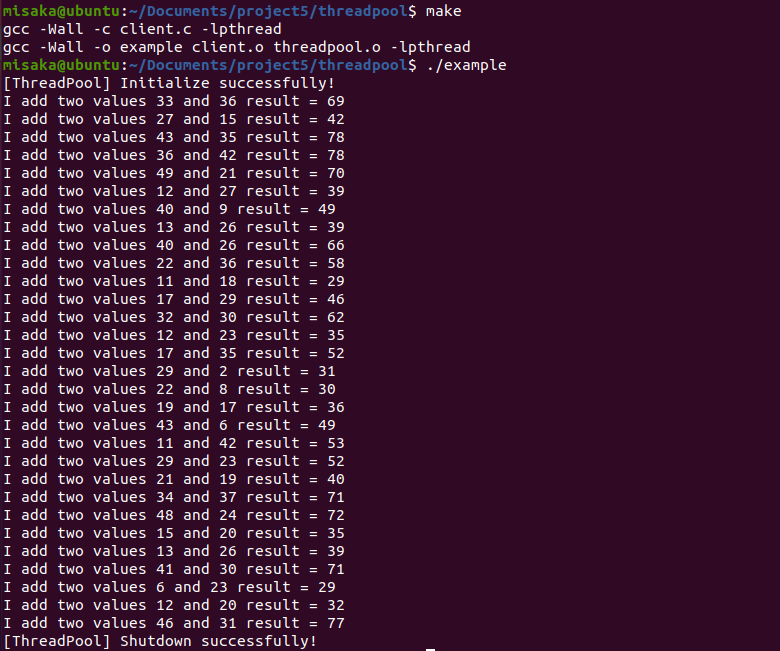 misaka@ubuntu:~/Documents/project5/threadpool$ make
gcc -Wall -c client.c -lpthread
gcc -Wall -o example client.o threadpool.o -lpthread
misaka@ubuntu:~/Documents/project5/threadpool$ ./example
[ThreadPool] Initialize successfully!
I add two values 33 and 36 result = 69
I add two values 27 and 15 result = 42
I add two values 43 and 35 result = 78
I add two values 36 and 42 result = 78
I add two values 49 and 21 result = 70
I add two values 12 and 27 result = 39
I add two values 40 and 9 result = 49
I add two values 13 and 26 result = 39
I add two values 40 and 26 result = 66
I add two values 22 and 36 result = 58
I add two values 11 and 18 result = 29
I add two values 17 and 29 result = 46
I add two values 32 and 30 result = 62
I add two values 12 and 23 result = 35
I add two values 17 and 35 result = 52
I add two values 29 and 2 result = 31
I add two values 22 and 8 result = 30
I add two values 19 and 17 result = 36
I add two values 43 and 6 result = 49
I add two values 11 and 42 result = 53
I add two values 29 and 23 result = 52
I add two values 21 and 19 result = 40
I add two values 34 and 37 result = 71
I add two values 48 and 24 result = 72
I add two values 15 and 20 result = 35
I add two values 13 and 26 result = 39
I add two values 41 and 30 result = 71
I add two values 6 and 23 result = 29
I add two values 12 and 20 result = 32
I add two values 46 and 31 result = 77
[ThreadPool] Shutdown successfully!